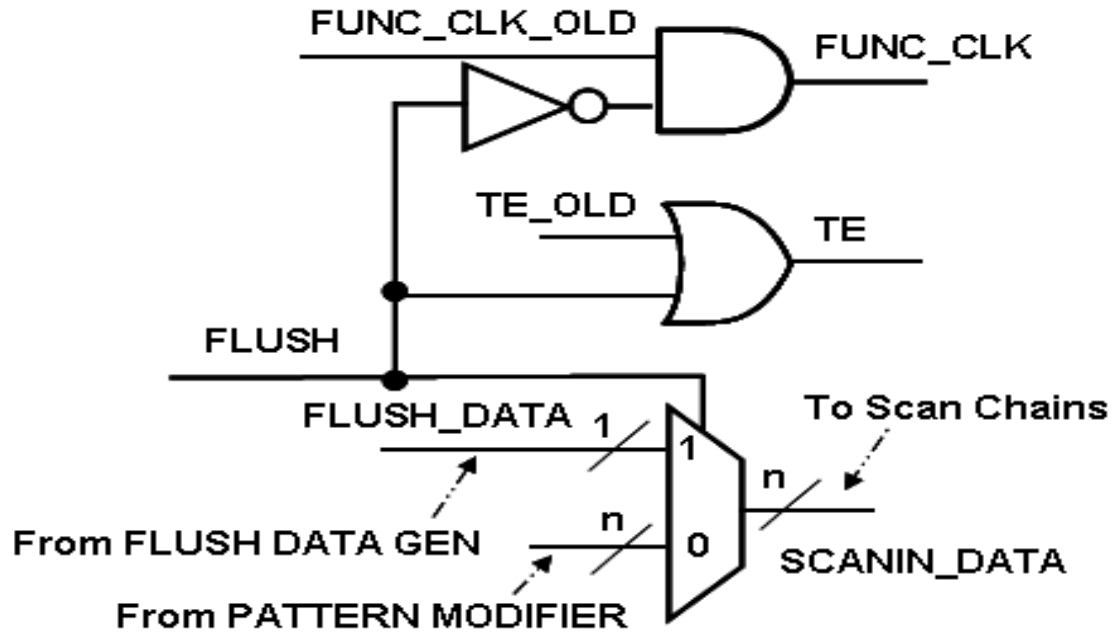 FUNC_CLK_OLD
FUNC_CLK
TE_OLD
TE
FLUSH
FLUSH_DATA
1
1
To Scan Chains
n
From FLUSH DATA GEN
n
0
SCANIN_DATA
From PATTERN MODIFIER